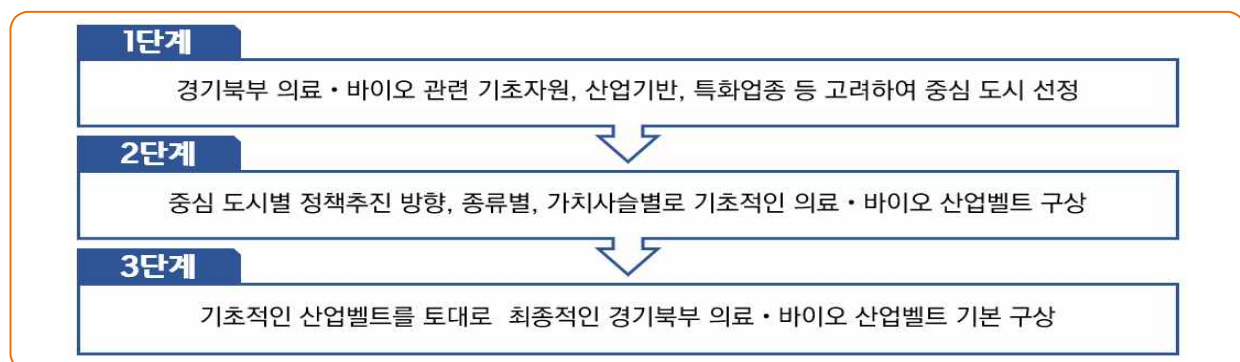 1단계
경기북부 의료・바이오 관련 기초자원, 산업기반, 특화업종 등 고려하여 중심 도시 선정
2단계
중심 도시별 정책추진 방향, 종류별, 가치사슬별로 기초적인 의료・바이오 산업벨트 구상
3단계
기초적인 산업벨트를 토대로 최종적인 경기북부 의료・바이오 산업벨트 기본 구상